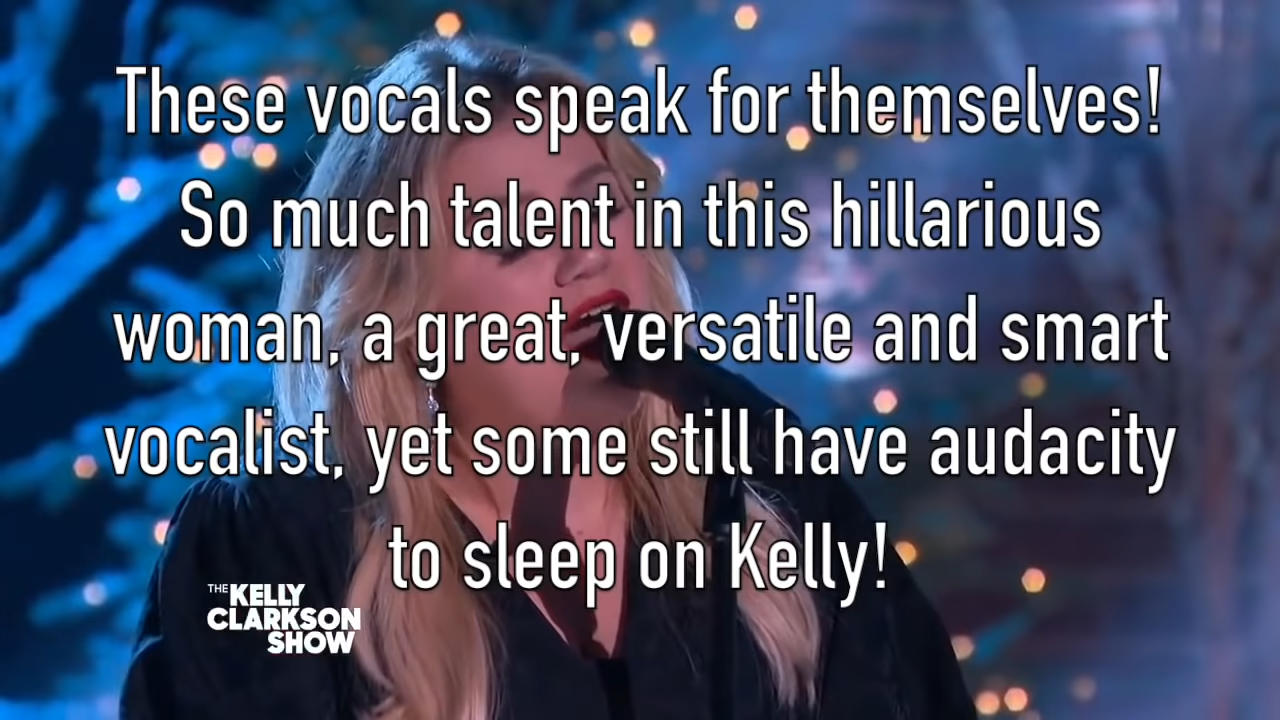 These vocals speak for themselves!
So much talent in this hillarious
woman, a great, versatile and smart
vocalist, yet some still have audacity
to sleep on Kelly!
THE KELLY
CLARKSON
SHOW